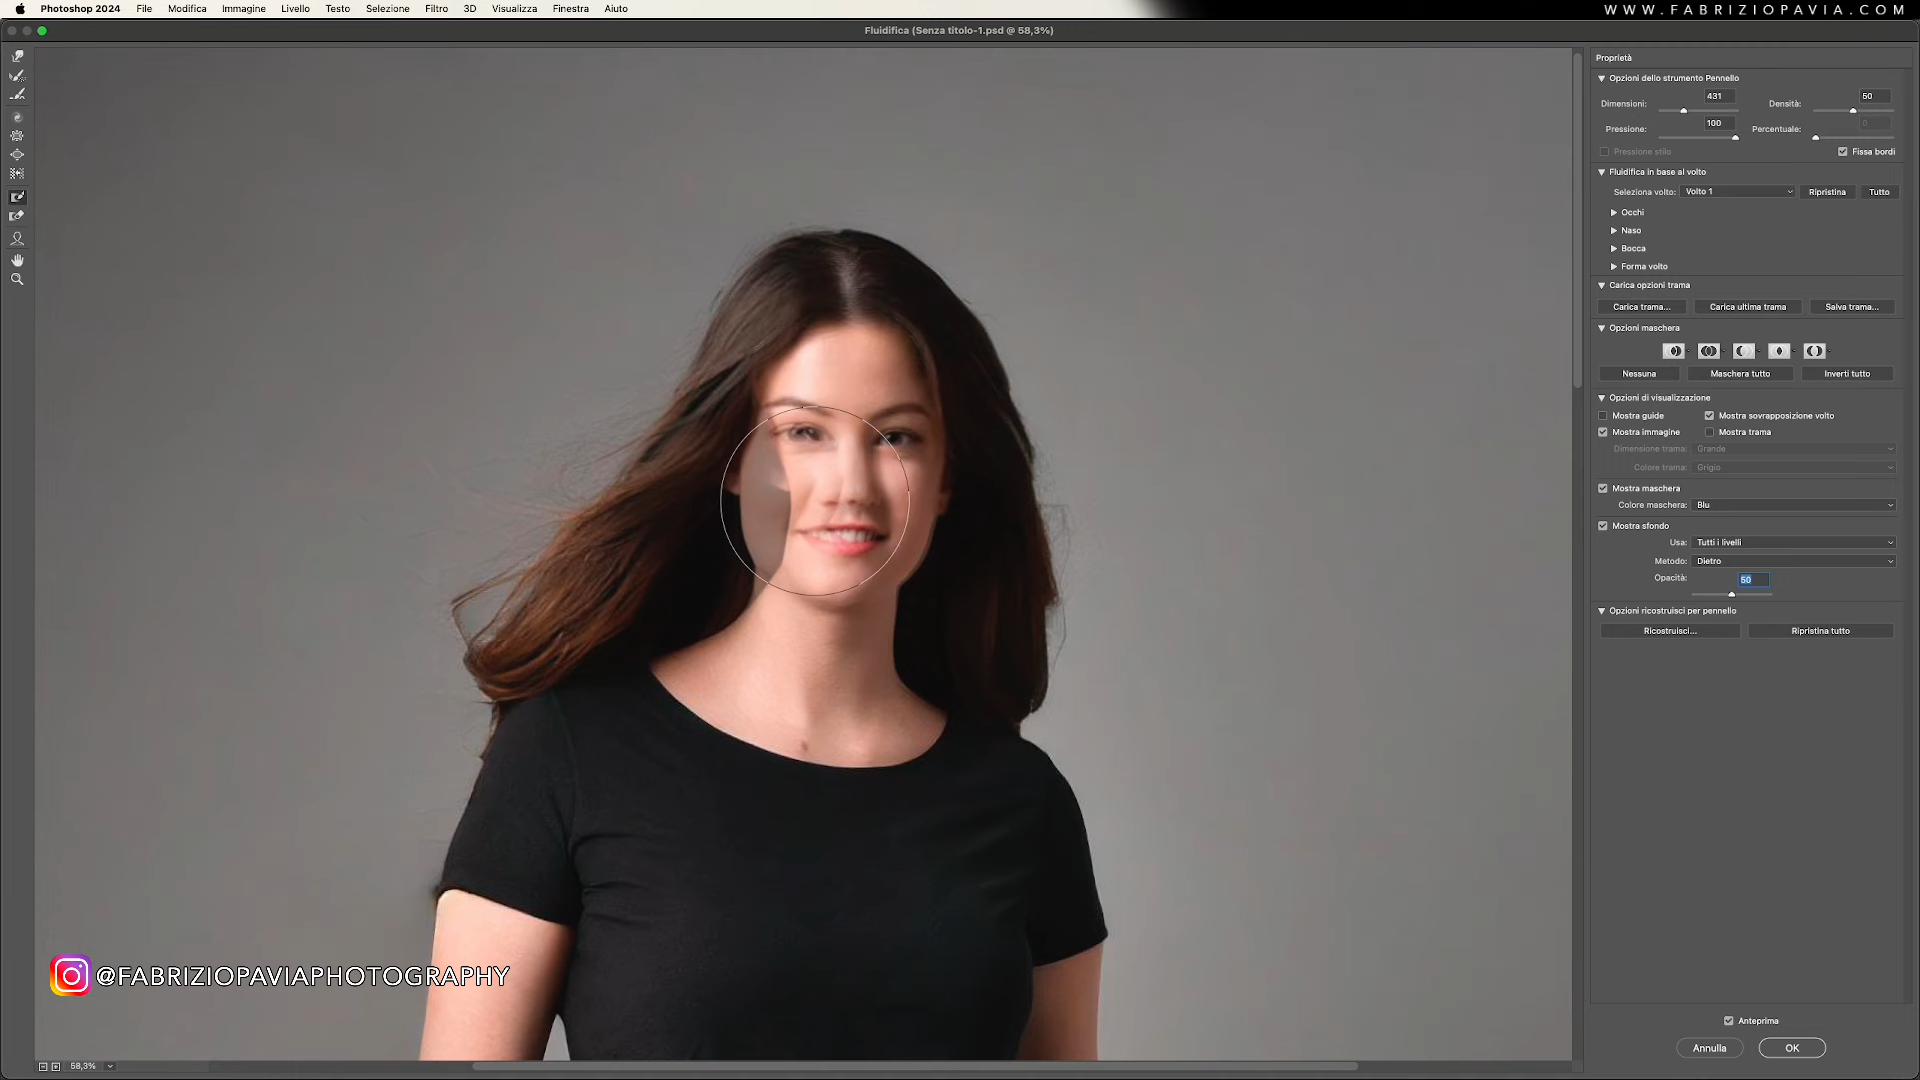 Photoshop 2024 File Modifica Immagine Livello Testo Selezione Filtro 3D Visualizza Finestra Aiuto
WWW.FABRIZIOPAVIA.COM
Fluidifica (Senza titolo-1.psd @ 58,3%)
Proprietà
Opzioni dello strumento Pennello
Dimensioni: 431 Densità: 50
Pressione: 100 Percentuale: 0
Pressione stilo Fissa bordi
Fluidifica in base al volto
Seleziona volto: Volto 1 Ripristina Tutto
Occhi
Naso
Bocca
Forma volto
Carica opzioni trama
Carica trama... Carica ultima trama Salva trama...
Opzioni maschera
Nessuna Maschera tutto Inverti tutto
Opzioni di visualizzazione
Mostra guide Mostra sovrapposizione volto
Mostra immagine Mostra trama
Dimensione trama: Grande
Colore trama: Grigio
Mostra maschera
Colore maschera: Blu
Mostra sfondo
Usa: Tutti i livelli
Metodo: Dietro
Opacità: 50
Opzioni ricostruisci per pennello
Ricostruisci... Ripristina tutto
@FABRIZIOPAVIAPHOTOGRAPHY
Anteprima
Annulla OK
58,3%